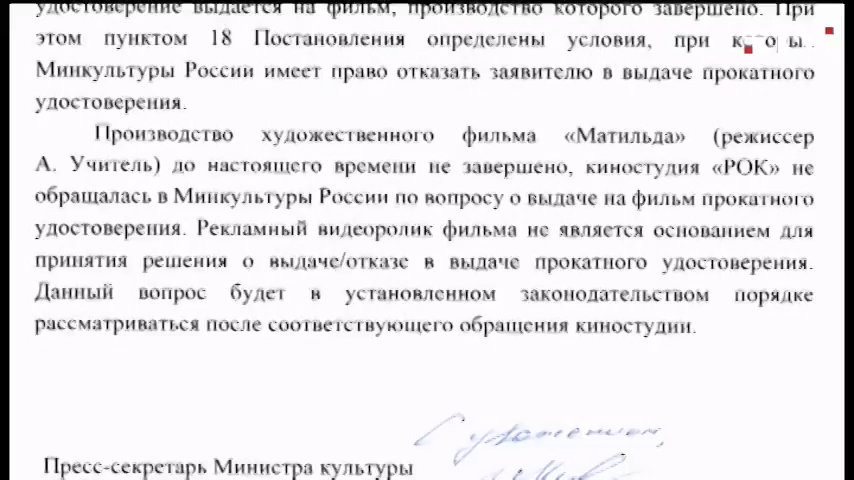 удостоверение выдается на фильм, производство которого завершено. При
этом пунктом 18 Постановления определены условия, при
Минкультуры России имеет право отказать заявителю в выдаче прокатного
удостоверения.
Производство художественного фильма «Матильда» (режиссер
А. Учитель) до настоящего времени не завершено, киностудия «РОК» не
обращалась в Минкультуры России по вопросу о выдаче на фильм прокатного
удостоверения. Рекламный видеоролик фильма не является основанием для
принятия решения о выдаче/отказе в выдаче прокатного удостоверения.
Данный вопрос будет в установленном законодательством порядке
рассматриваться после соответствующего обращения киностудии.
С уважением,
Пресс-секретарь Министра культуры